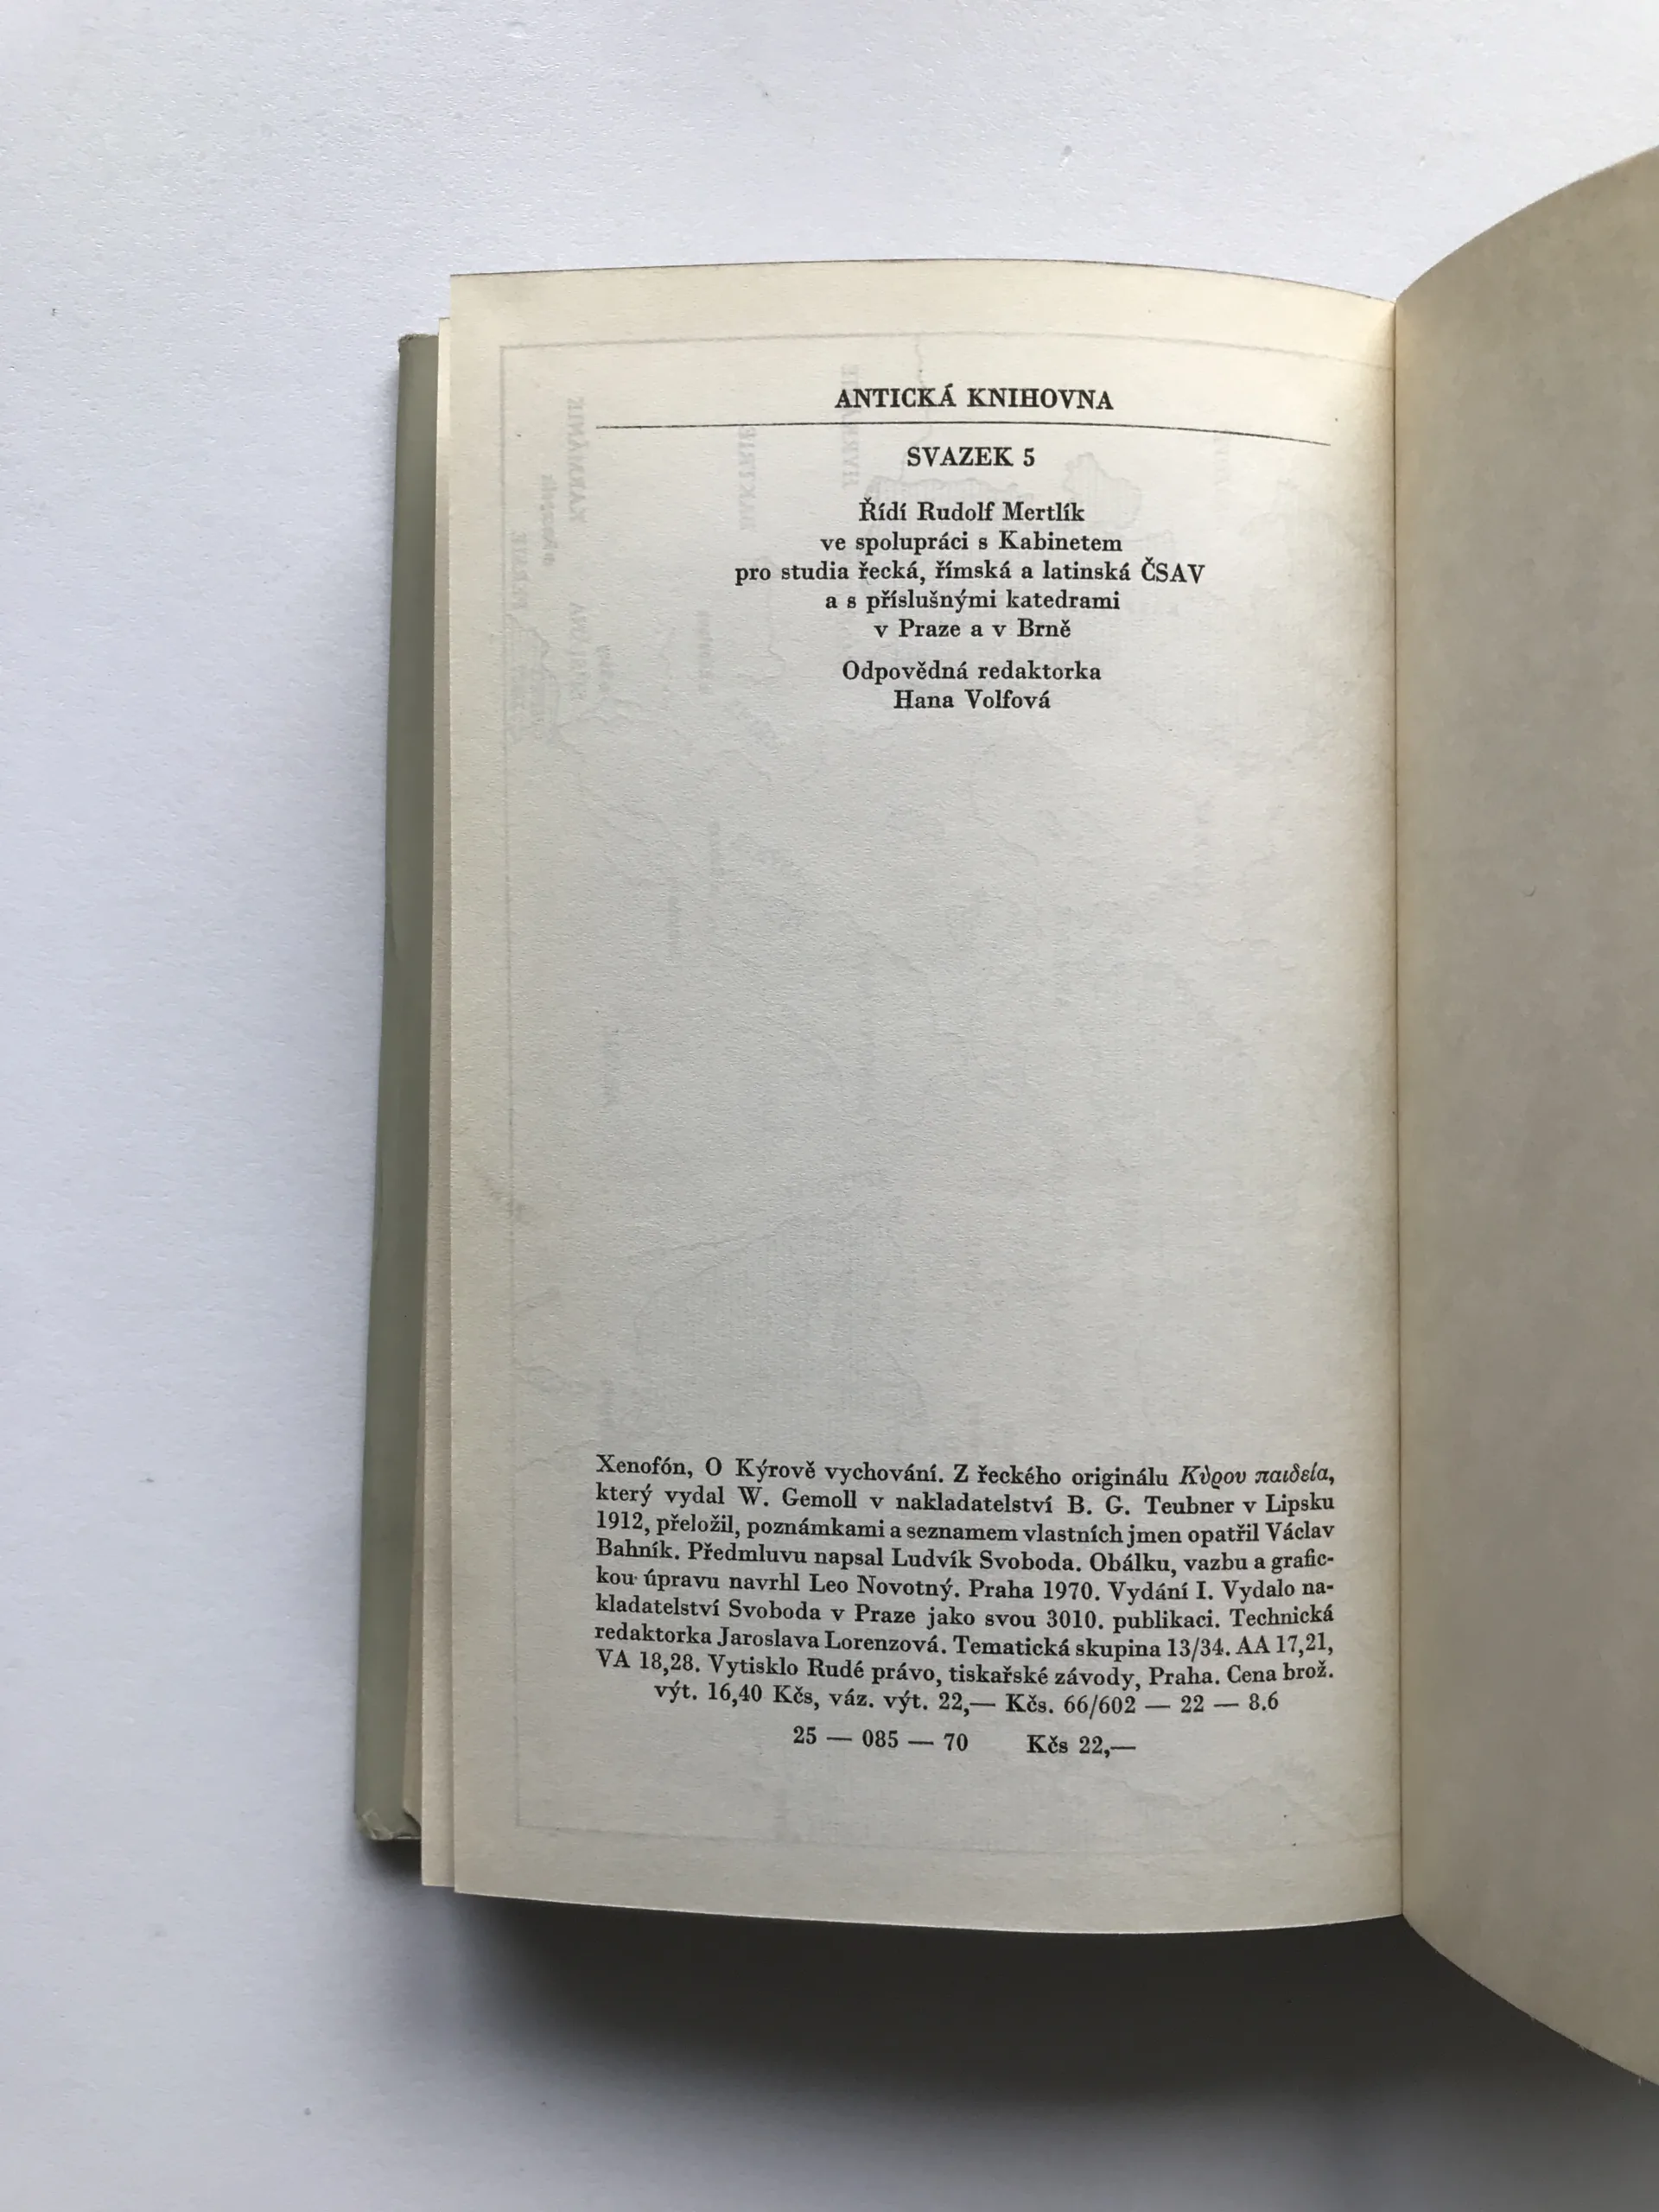 ANTICKÁ KNIHOVNA
SVAZEK 5
Řídí Rudolf Mertlík
ve spolupráci s Kabinetem
pro studia řecká, římská a latinská ČSAV
a s příslušnými katedrami
v Praze a v Brně
Odpovědná redaktorka
Hana Volfová
Xenofón, O Kýrově vychování. Z řeckého originálu Κύρου παιδεία,
který vydal W. Gemoll v nakladatelství B. G. Teubner v Lipsku
1912, přeložil, poznámkami a seznamem vlastních jmen opatřil Václav
Bahník. Předmluvu napsal Ludvík Svoboda. Obálku, vazbu a grafic-
kou úpravu navrhl Leo Novotný. Praha 1970. Vydání I. Vydalo na-
kladatelství Svoboda v Praze jako svou 3010. publikaci. Technická
redaktorka Jaroslava Lorenzová. Tematická skupina 13/34. AA 17,21,
VA 18,28. Vytisklo Rudé právo, tiskařské závody, Praha. Cena brož.
výt. 16,40 Kčs, váz. výt. 22,— Kčs. 66/602 — 22 — 8.6
25 — 085 — 70 Kčs 22,—